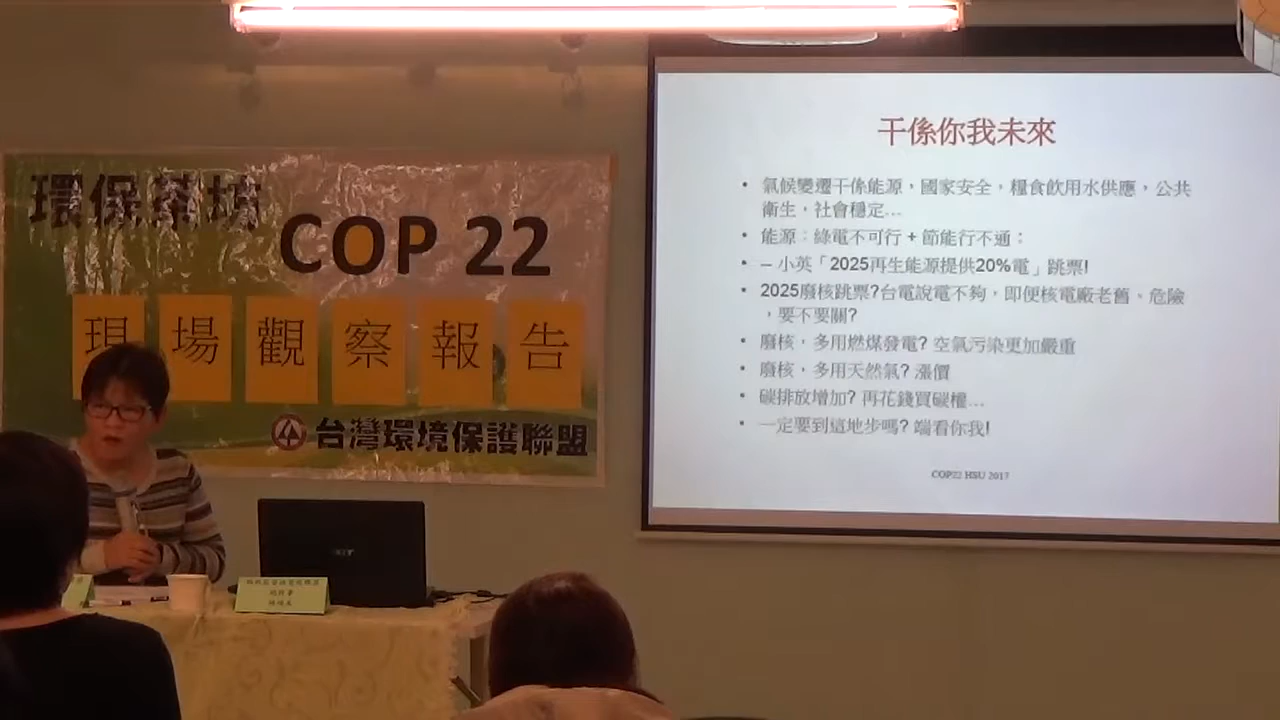 環保茶坊
COP 22
現場觀察報告
台灣環境保護聯盟
干係你我未來
• 氣候變遷干係能源，國家安全，糧食飲用水供應，公共
衛生，社會穩定...
• 能源：綠電不可行 + 節能行不通：
• – 小英「2025再生能源提供20%電」跳票!
• 2025廢核跳票?台電說電不夠，即便核電廠老舊、危險
，要不要關?
• 廢核，多用燃煤發電? 空氣污染更加嚴重
• 廢核，多用天然氣? 漲價
• 碳排放增加? 再花錢買碳權...
• 一定要到這地步嗎? 端看你我!
COP22 HSU 2017
acer